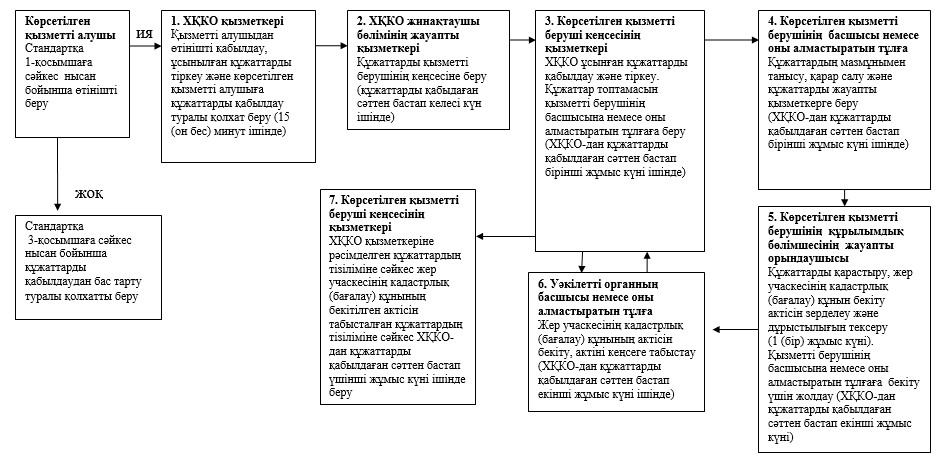 Көрсетілген
қызметті алушы
Стандартқа
1-қосымшаға
сәйкес нысан
бойынша өтінішті
беру
ИЯ
1. ХҚКО қызметкері
Қызметті алушыдан
өтінішті қабылдау,
ұсынылған құжаттарды
тіркеу және көрсетілген
қызметті алушыға
құжаттарды қабылдау
туралы қолхат беру (15
(он бес) минут ішінде)
2. ХҚКО жинақтаушы
бөлімінің жауапты
қызметкері
Құжаттарды қызметті
берушінің кеңсесіне беру
(құжаттарды қабыдаған
сәттен бастап келесі күн
ішінде)
3. Көрсетілген қызметті
беруші кеңсесінің
қызметкері
ХҚКО ұсынған құжаттарды
қабылдау және тіркеу.
Құжаттар топтамасын
қызметті берушінің
басшысына немесе оны
алмастыратын тұлғаға беру
(ХҚКО-дан құжаттарды
қабылдаған сәттен бастап
бірінші жұмыс күні ішінде)
4. Көрсетілген қызметті
берушінің басшысы немесе
оны алмастыратын тұлға
Құжаттардың мазмұнымен
танысу, қарар салу және
құжаттарды жауапты
қызметкерге беру
(ХҚКО-дан құжаттарды
қабылдаған сәттен бастап
бірінші жұмыс күні ішінде)
ЖОҚ
Стандартқа
3-қосымшаға сәйкес
нысан бойынша
құжаттарды
қабылдаудан бас тарту
туралы қолхатты беру
7. Көрсетілген қызметті
беруші кеңсесінің
қызметкері
ХҚКО қызметкеріне
рәсімделген құжаттардың
тізіліміне сәйкес жер
учаскесінің кадастрлық
(бағалау) құнының
бекітілген актісін
табысталған құжаттардың
тізіліміне сәйкес ХҚКО-
дан құжаттарды
қабылдаған сәттен бастап
үшінші жұмыс күні ішінде
беру
6. Уәкілетті органның
басшысы немесе оны
алмастыратын тұлға
Жер учаскесінің кадастрлық
(бағалау) құнының актісін
бекіту, актіні кеңсеге табыстау
(ХҚКО-дан құжаттарды
қабылдаған сәттен бастап
екінші жұмыс күні ішінде)
5. Көрсетілген қызметті
берушінің құрылымдық
бөлімшесінің жауапты
орындаушысы
Құжаттарды қарастыру, жер
учаскесінің кадастрлық
(бағалау) құнын бекіту
актісін зерделеу және
дұрыстылығын тексеру
(1 (бір) жұмыс күні).
Қызметті берушінің
басшысына немесе оны
алмастыратын тұлғаға бекіту
үшін жолдау (ХҚКО-дан
құжаттарды қабылдаған
сәттен бастап екінші жұмыс
күні)